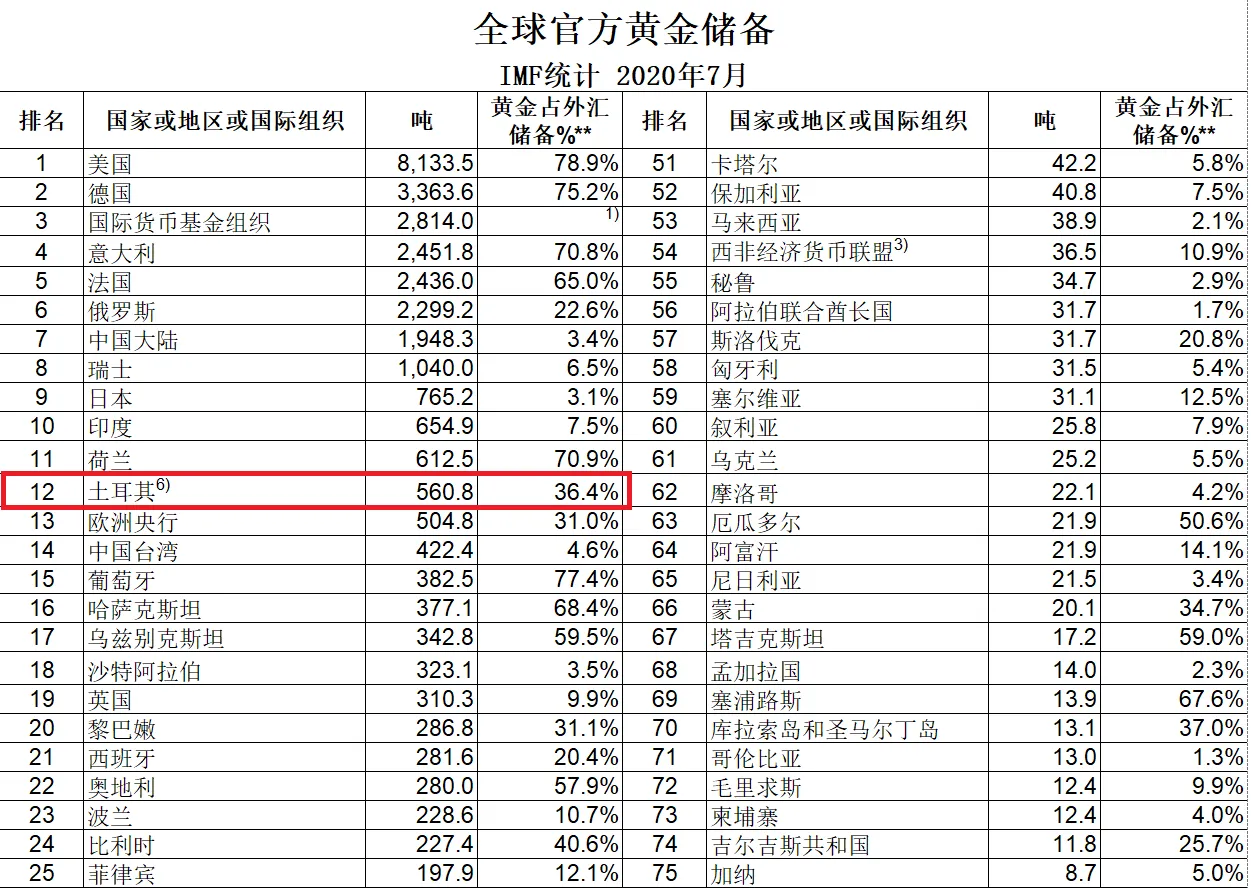 全球官方黄金储备
IMF统计 2020年7月
排名 国家或地区或国际组织 吨 黄金占外汇储备%** 排名 国家或地区或国际组织 吨 黄金占外汇储备%**
1 美国 8,133.5 78.9% 51 卡塔尔 42.2 5.8%
2 德国 3,363.6 75.2% 52 保加利亚 40.8 7.5%
3 国际货币基金组织 2,814.0 1) 53 马来西亚 38.9 2.1%
4 意大利 2,451.8 70.8% 54 西非经济货币联盟3) 36.5 10.9%
5 法国 2,436.0 65.0% 55 秘鲁 34.7 2.9%
6 俄罗斯 2,299.2 22.6% 56 阿拉伯联合酋长国 31.7 1.7%
7 中国大陆 1,948.3 3.4% 57 斯洛伐克 31.7 20.8%
8 瑞士 1,040.0 6.5% 58 匈牙利 31.5 5.4%
9 日本 765.2 3.1% 59 塞尔维亚 31.1 12.5%
10 印度 654.9 7.5% 60 叙利亚 25.8 7.9%
11 荷兰 612.5 70.9% 61 乌克兰 25.2 5.5%
12 土耳其6) 560.8 36.4% 62 摩洛哥 22.1 4.2%
13 欧洲央行 504.8 31.0% 63 厄瓜多尔 21.9 50.6%
14 中国台湾 422.4 4.6% 64 阿富汗 21.9 14.1%
15 葡萄牙 382.5 77.4% 65 尼日利亚 21.5 3.4%
16 哈萨克斯坦 377.1 68.4% 66 蒙古 20.1 34.7%
17 乌兹别克斯坦 342.8 59.5% 67 塔吉克斯坦 17.2 59.0%
18 沙特阿拉伯 323.1 3.5% 68 孟加拉国 14.0 2.3%
19 英国 310.3 9.9% 69 塞浦路斯 13.9 67.6%
20 黎巴嫩 286.8 31.1% 70 库拉索岛和圣马尔丁岛 13.1 37.0%
21 西班牙 281.6 20.4% 71 哥伦比亚 13.0 1.3%
22 奥地利 280.0 57.9% 72 毛里求斯 12.4 9.9%
23 波兰 228.6 10.7% 73 柬埔寨 12.4 4.0%
24 比利时 227.4 40.6% 74 吉尔吉斯共和国 11.8 25.7%
25 菲律宾 197.9 12.1% 75 加纳 8.7 5.0%